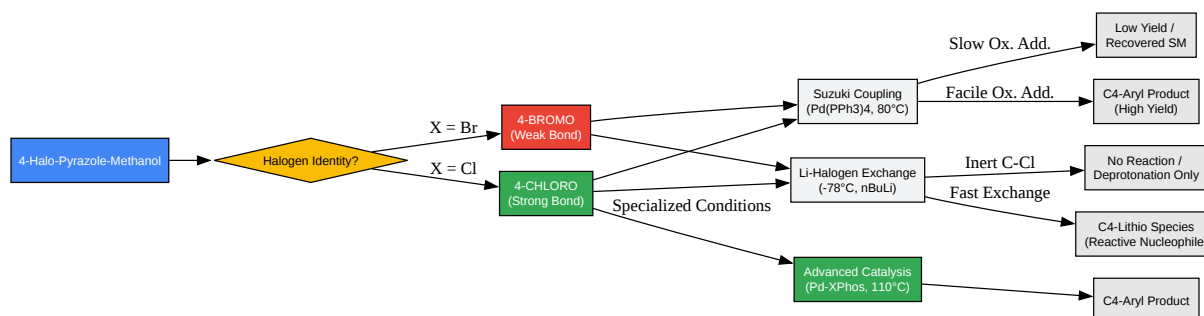 4-Halo-Pyrazole-Methanol
Halogen Identity?
X = Br
X = Cl
4-BROMO
(Weak Bond)
4-CHLORO
(Strong Bond)
Specialized Conditions
Suzuki Coupling
(Pd(PPh3)4, 80°C)
Li-Halogen Exchange
(-78°C, nBuLi)
Advanced Catalysis
(Pd-XPhos, 110°C)
Slow Ox. Add.
Facile Ox. Add.
Inert C-Cl
Fast Exchange
Low Yield /
Recovered SM
C4-Aryl Product
(High Yield)
No Reaction /
Deprotonation Only
C4-Lithio Species
(Reactive Nucleophile
C4-Aryl Product